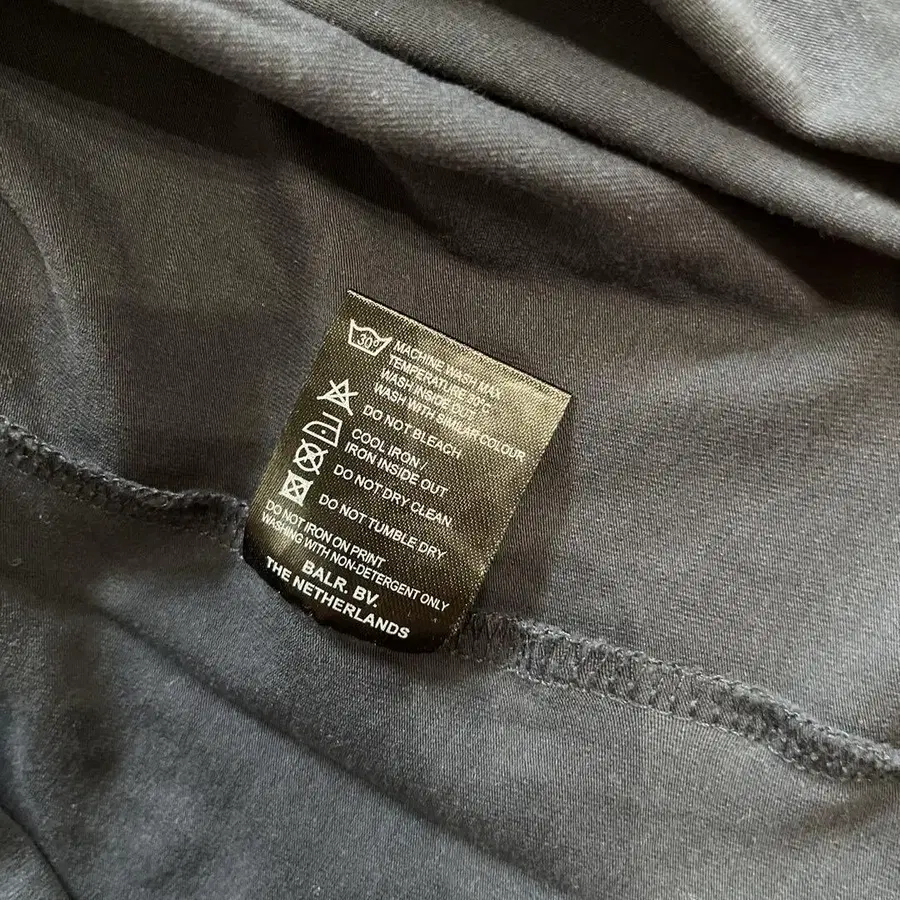 30°
MACHINE WASH MAX
TEMPERATURE 30°C
WASH INSIDE OUT
WASH WITH SIMILAR COLOUR
DO NOT BLEACH
COOL IRON /
IRON INSIDE OUT
DO NOT DRY CLEAN
DO NOT TUMBLE DRY
DO NOT IRON ON PRINT
WASHING WITH NON-DETERGENT ONLY
BALR. BV.
THE NETHERLANDS